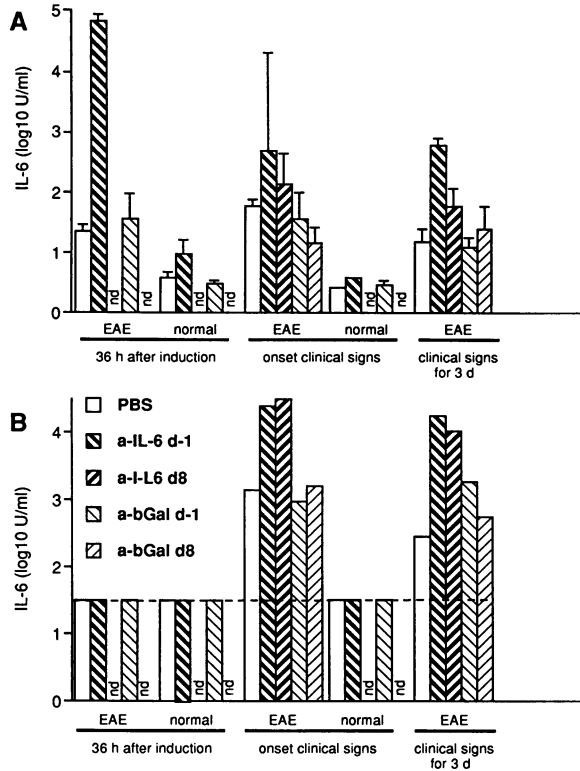 A
IL-6 (log10 U/ml)
5
4
3
2
1
0
nd nd nd nd nd nd
EAE normal EAE normal EAE
36 h after induction onset clinical signs clinical signs
for 3 d
B
IL-6 (log10 U/ml)
4
3
2
1
0
PBS
a-IL-6 d-1
a-I-L6 d8
a-bGal d-1
a-bGal d8
nd nd nd nd nd nd
EAE normal EAE normal EAE
36 h after induction onset clinical signs clinical signs
for 3 d